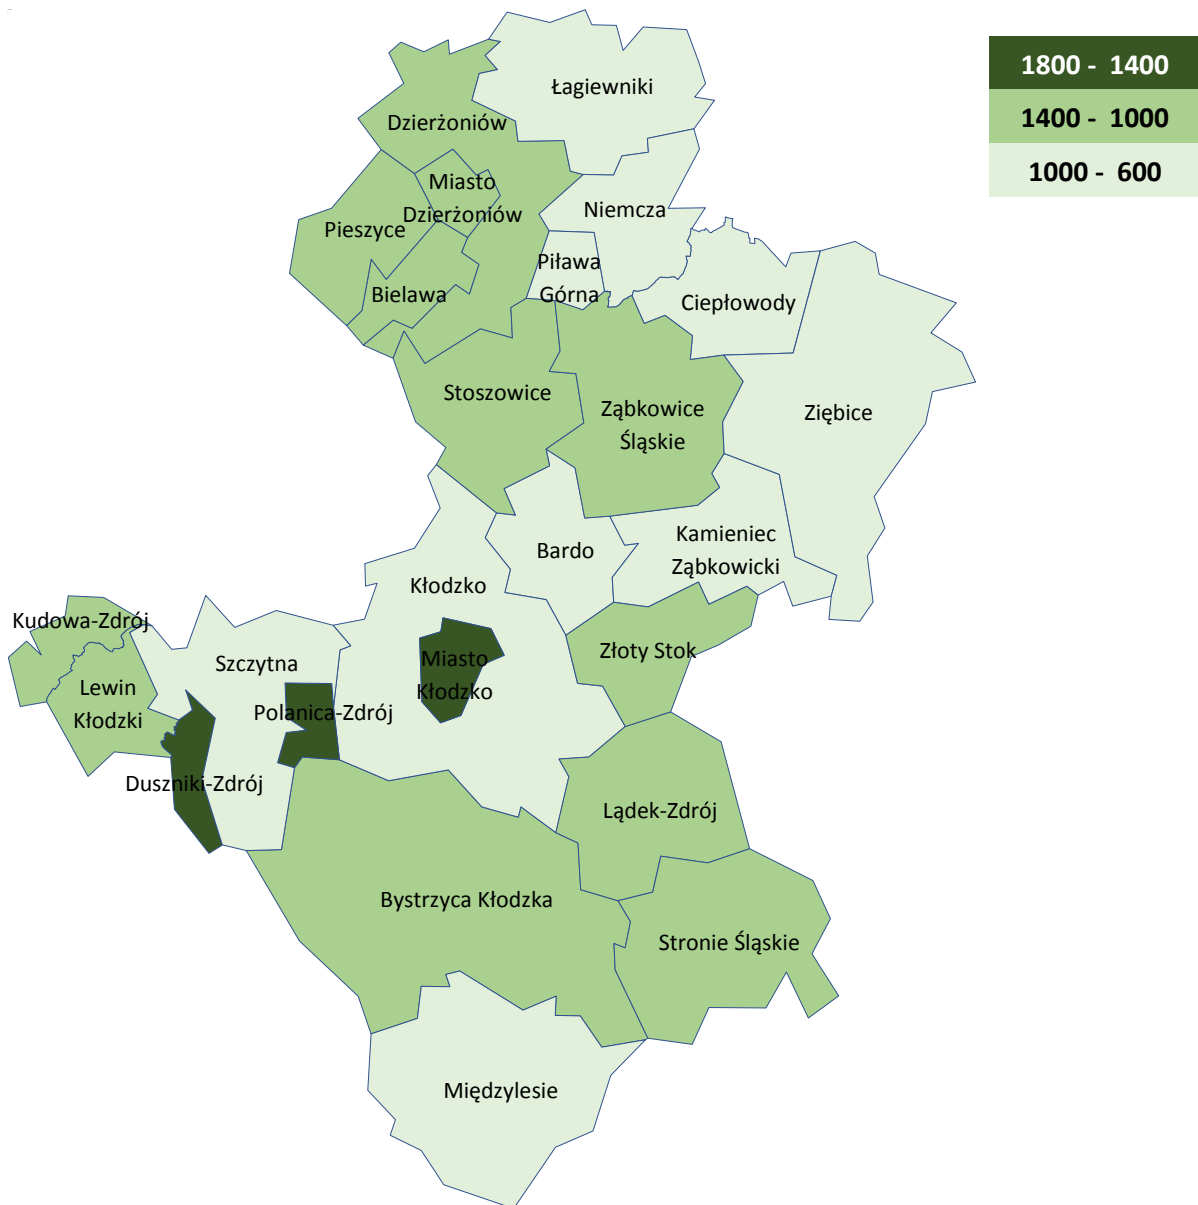 1800 - 1400
1400 - 1000
1000 - 600
Łagiewniki
Dzierżoniów
Miasto
Dzierżoniów
Niemcza
Pieszyce
Piława
Górna
Bielawa
Ciepłowody
Stoszowice
Ząbkowice
Śląskie
Ziębice
Kamieniec
Ząbkowicki
Bardo
Kłodzko
Kudowa-Zdrój
Szczytna
Miasto
Kłodzko
Złoty Stok
Lewin
Kłodzki
Polanica-Zdrój
Duszniki-Zdrój
Lądek-Zdrój
Bystrzyca Kłodzka
Stronie Śląskie
Międzylesie